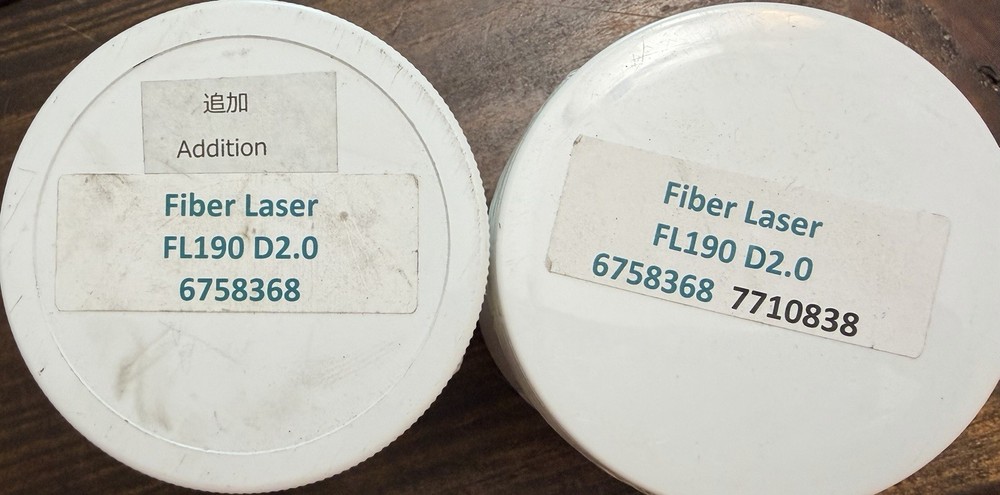 追加
Addition
Fiber Laser
FL190 D2.0
6758368
Fiber Laser
FL190 D2.0
6758368 7710838